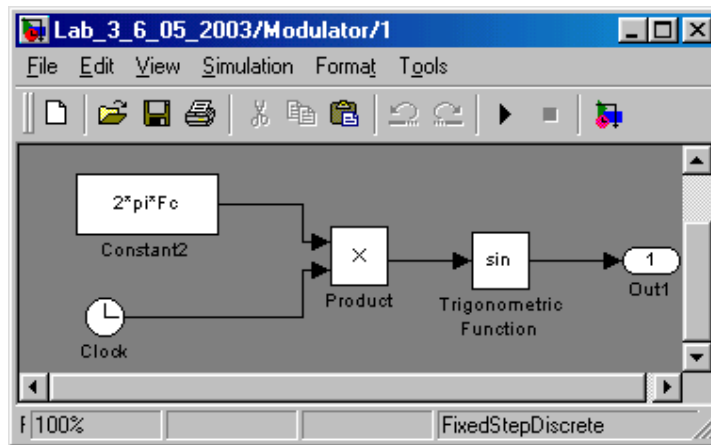 Lab_3_6_05_2003/Modulator/1
File Edit View Simulation Format Tools
2*pi*Fc
Constant2
×
Product
sin
Trigonometric
Function
1
Out1
Clock
F 100% FixedStepDiscrete